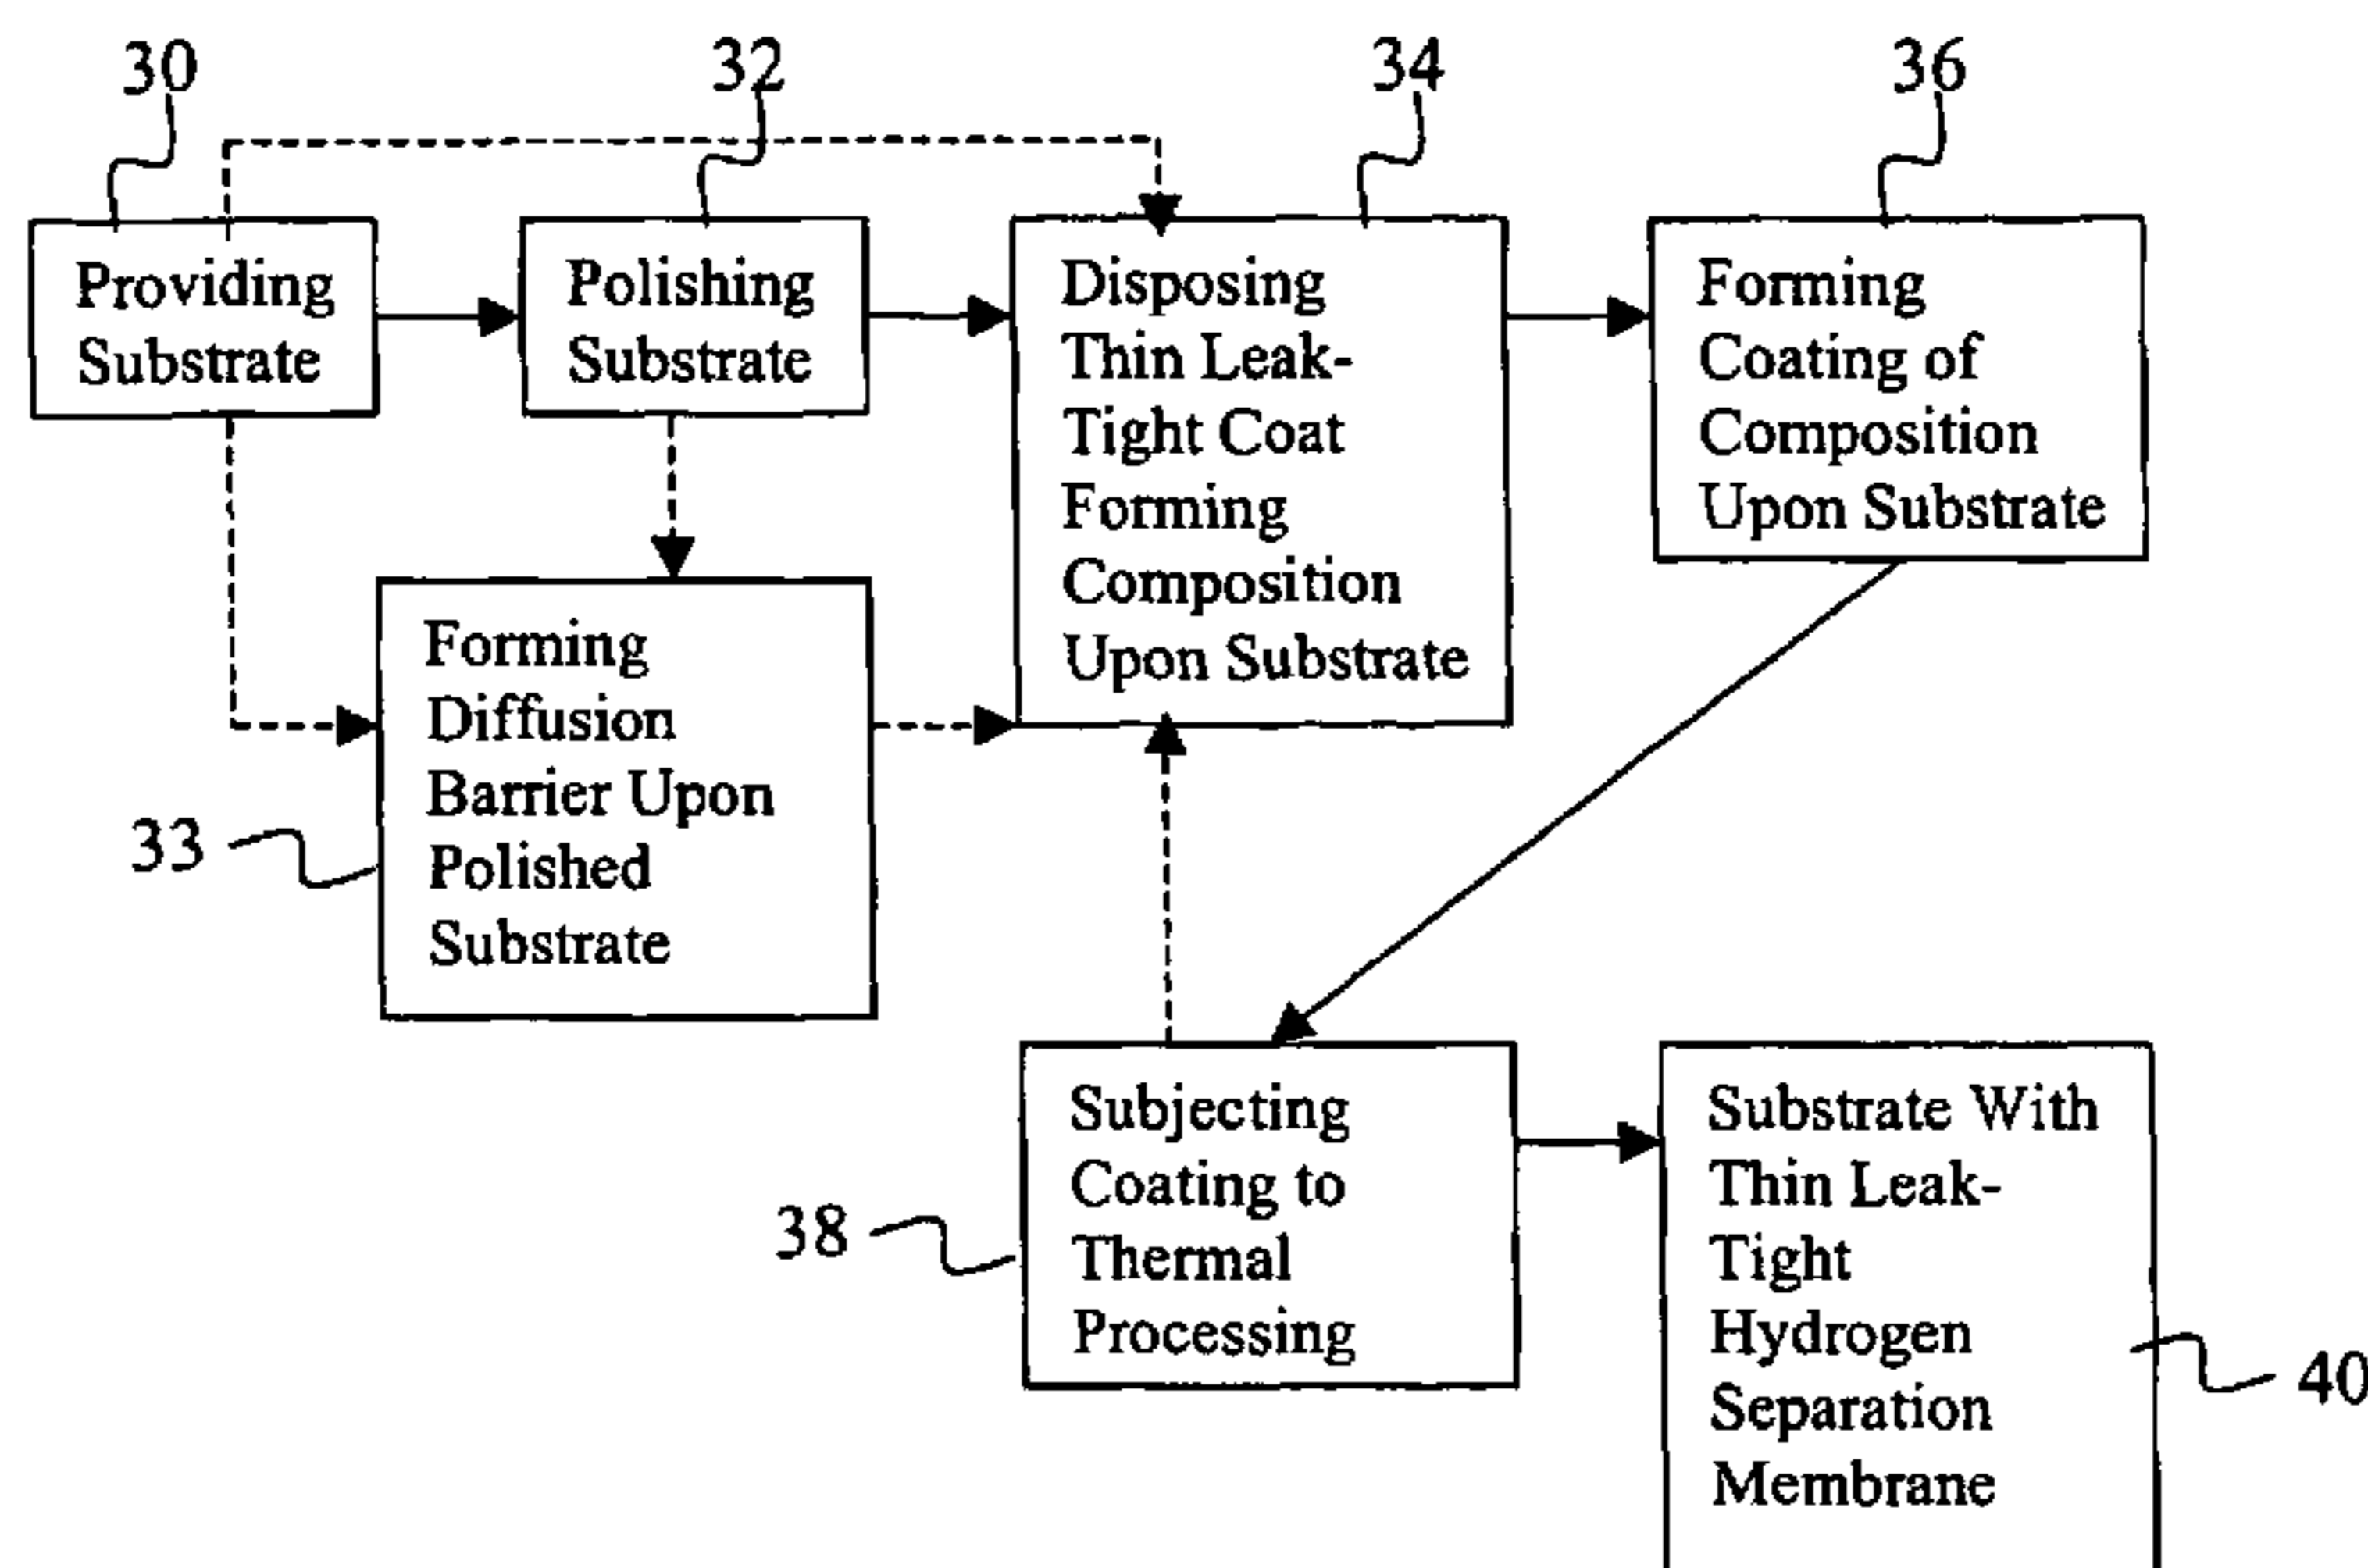 30
32
34
36
Providing
Substrate
Polishing
Substrate
Disposing
Thin Leak-
Tight Coat
Forming
Composition
Upon Substrate
Forming
Coating of
Composition
Upon Substrate
33
Forming
Diffusion
Barrier Upon
Polished
Substrate
38
Subjecting
Coating to
Thermal
Processing
Substrate With
Thin Leak-
Tight
Hydrogen
Separation
Membrane
40